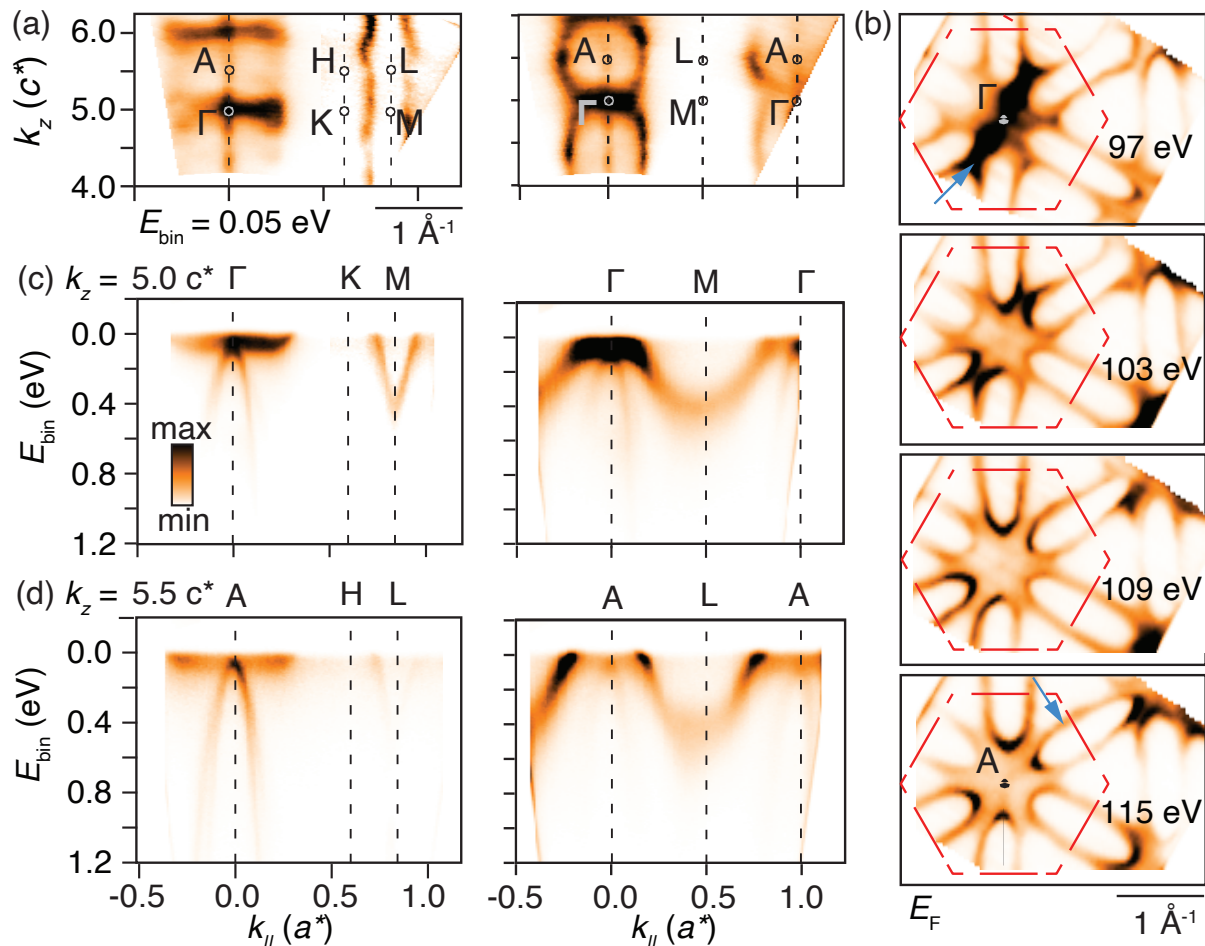 (a)
6.0
5.0
4.0
k_z (c*)
A
H
L
Γ
K
M
E_bin = 0.05 eV
1 Å⁻¹
A
L
A
Γ
M
Γ
(b)
Γ
97 eV
103 eV
109 eV
A
115 eV
E_F
1 Å⁻¹
(c) k_z = 5.0 c*
Γ K M
Γ M Γ
0.0
0.4
0.8
1.2
E_bin (eV)
max
min
(d) k_z = 5.5 c*
A H L
A L A
0.0
0.4
0.8
1.2
E_bin (eV)
-0.5 0.0 0.5 1.0
k_// (a*)
0.0 0.5 1.0
k_// (a*)